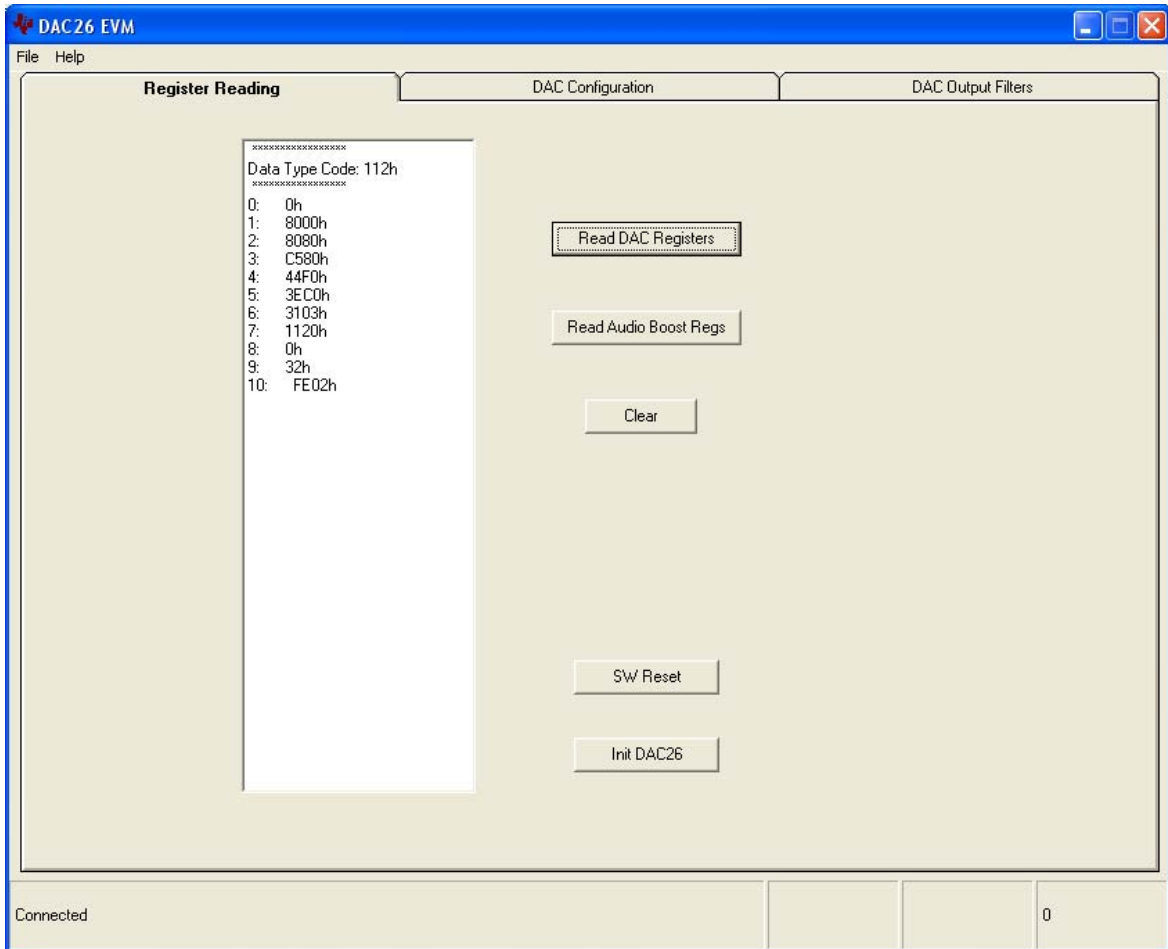 DAC26 EVM
File Help
Register Reading DAC Configuration DAC Output Filters
*****************
Data Type Code: 112h
*****************
0: 0h
1: 8000h
2: 8080h
3: C580h
4: 44F0h
5: 3EC0h
6: 3103h
7: 1120h
8: 0h
9: 32h
10: FE02h
Read DAC Registers
Read Audio Boost Regs
Clear
SW Reset
Init DAC26
Connected 0